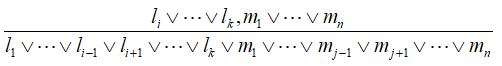 l_i ∨ ⋯ ∨ l_k, m_1 ∨ ⋯ ∨ m_n
l_1 ∨ ⋯ ∨ l_{i−1} ∨ l_{i+1} ∨ ⋯ ∨ l_k ∨ m_1 ∨ ⋯ ∨ m_{j−1} ∨ m_{j+1} ∨ ⋯ ∨ m_n